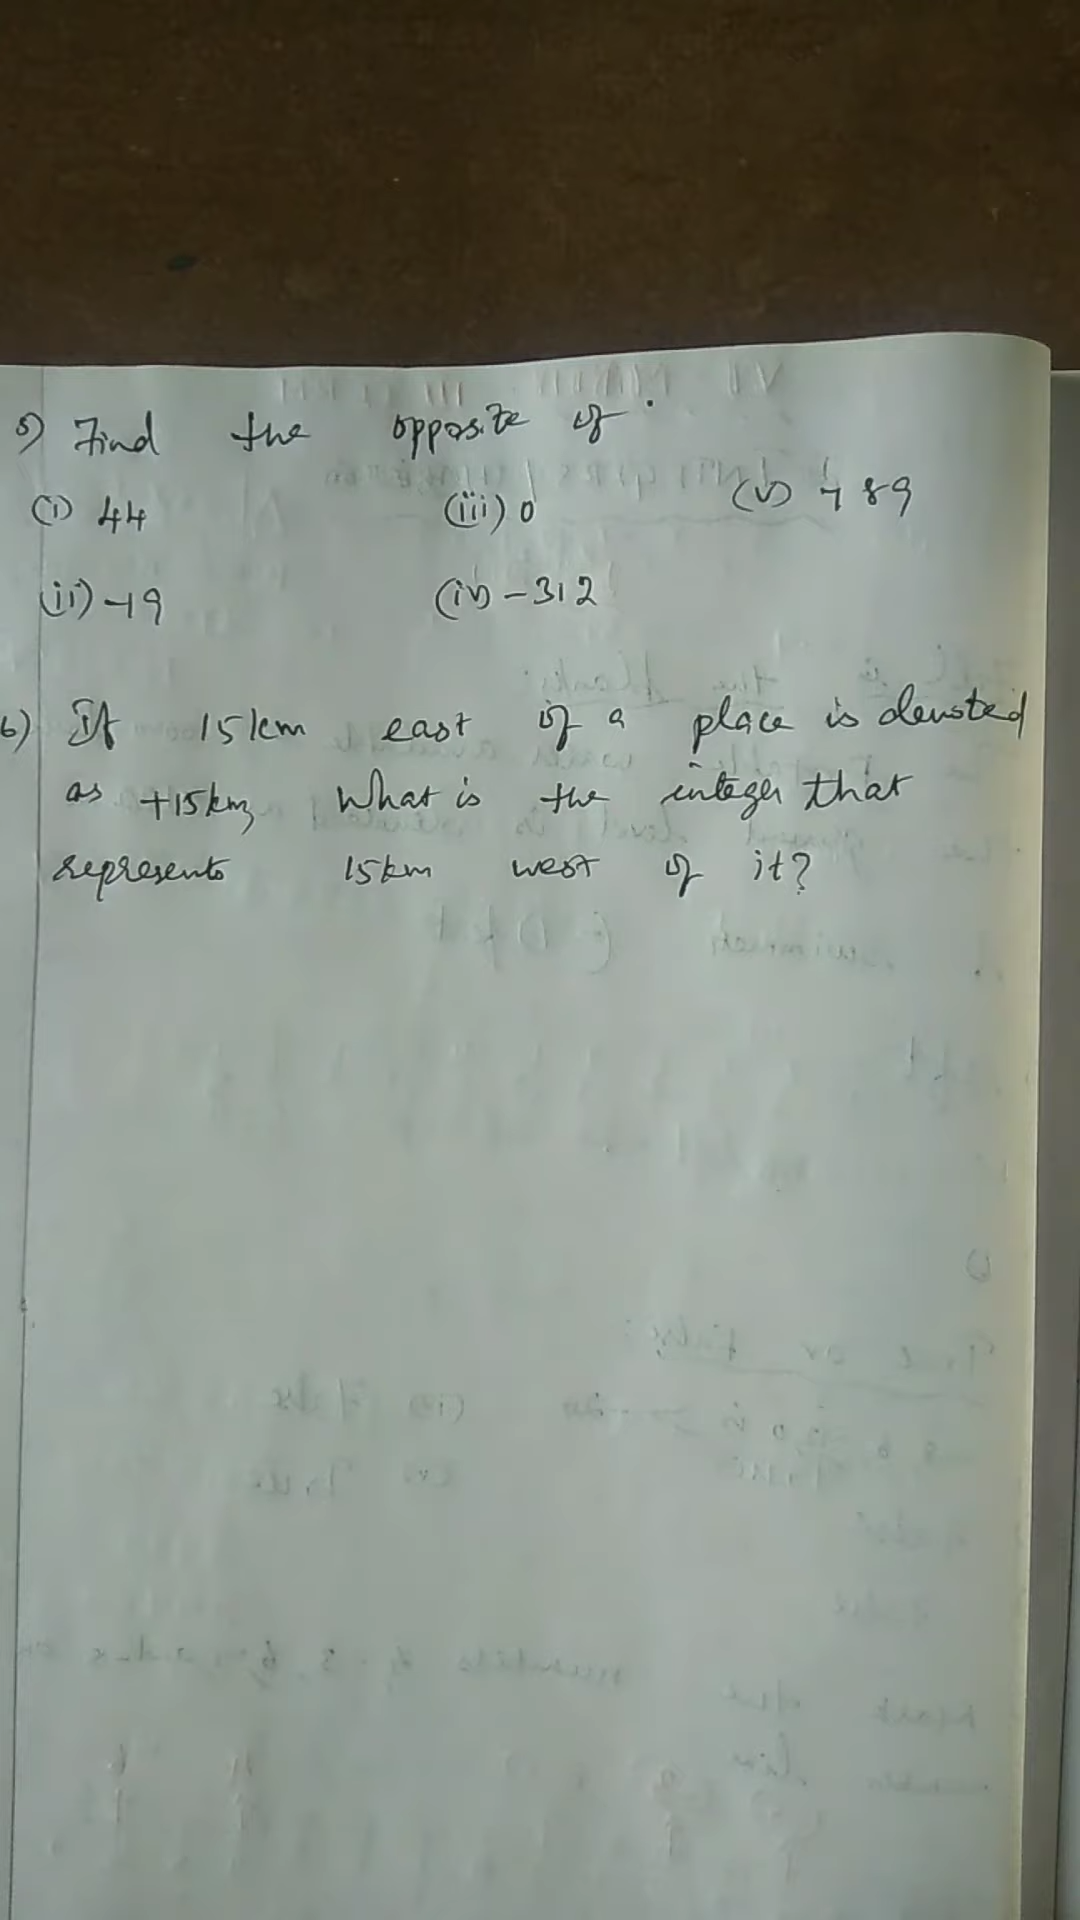 5) Find the opposite of
(i) 44 (iii) 0 (v) 789
(ii) -19 (iv) -312
6) If 15km east of a place is denoted
as +15km, What is the integer that
represents 15km west of it?